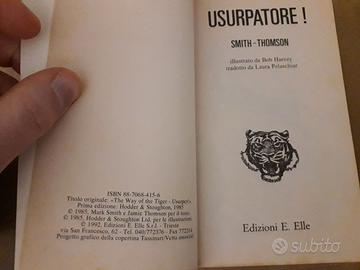 ISBN 88-7068-415-6
Titolo originale: «The Way of the Tiger - Usurper!»
Prima edizione: Hodder & Stoughton, 1985
© 1985, Mark Smith e Jamie Thomson per il testo
© 1985, Hodder & Stoughton Ltd. per le illustrazioni
© 1992, Edizioni E. Elle S.r.l. - Trieste
via San Francesco, 62 - Tel. 040/772376 - Fax 77214
Progetto grafico della copertina Tassinari/Vetta associati
USURPATORE !
SMITH - THOMSON
illustrato da Bob Harvey
tradotto da Laura Pelaschiar
Edizioni E. Elle
subito